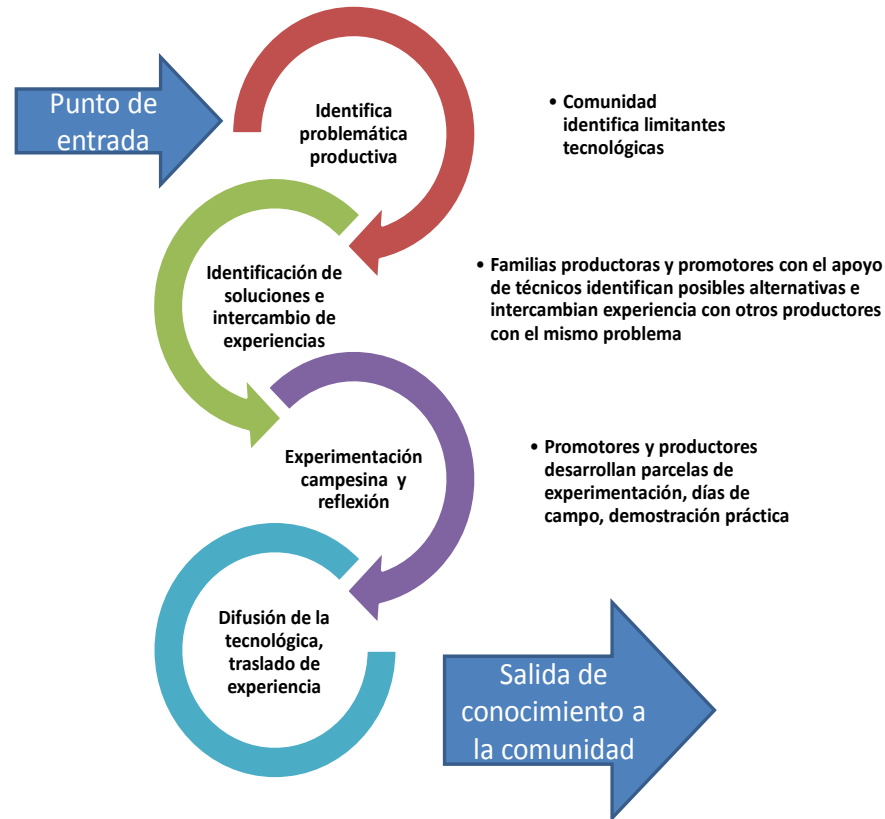 Punto de
entrada
Identifica
problemática
productiva
• Comunidad
identifica limitantes
tecnológicas
Identificación de
soluciones e
intercambio de
experiencias
• Familias productoras y promotores con el apoyo
de técnicos identifican posibles alternativas e
intercambian experiencia con otros productores
con el mismo problema
Experimentación
campesina y
reflexión
• Promotores y productores
desarrollan parcelas de
experimentación, días de
campo, demostración práctica
Difusión de la
tecnológica,
traslado de
experiencia
Salida de
conocimiento a
la comunidad